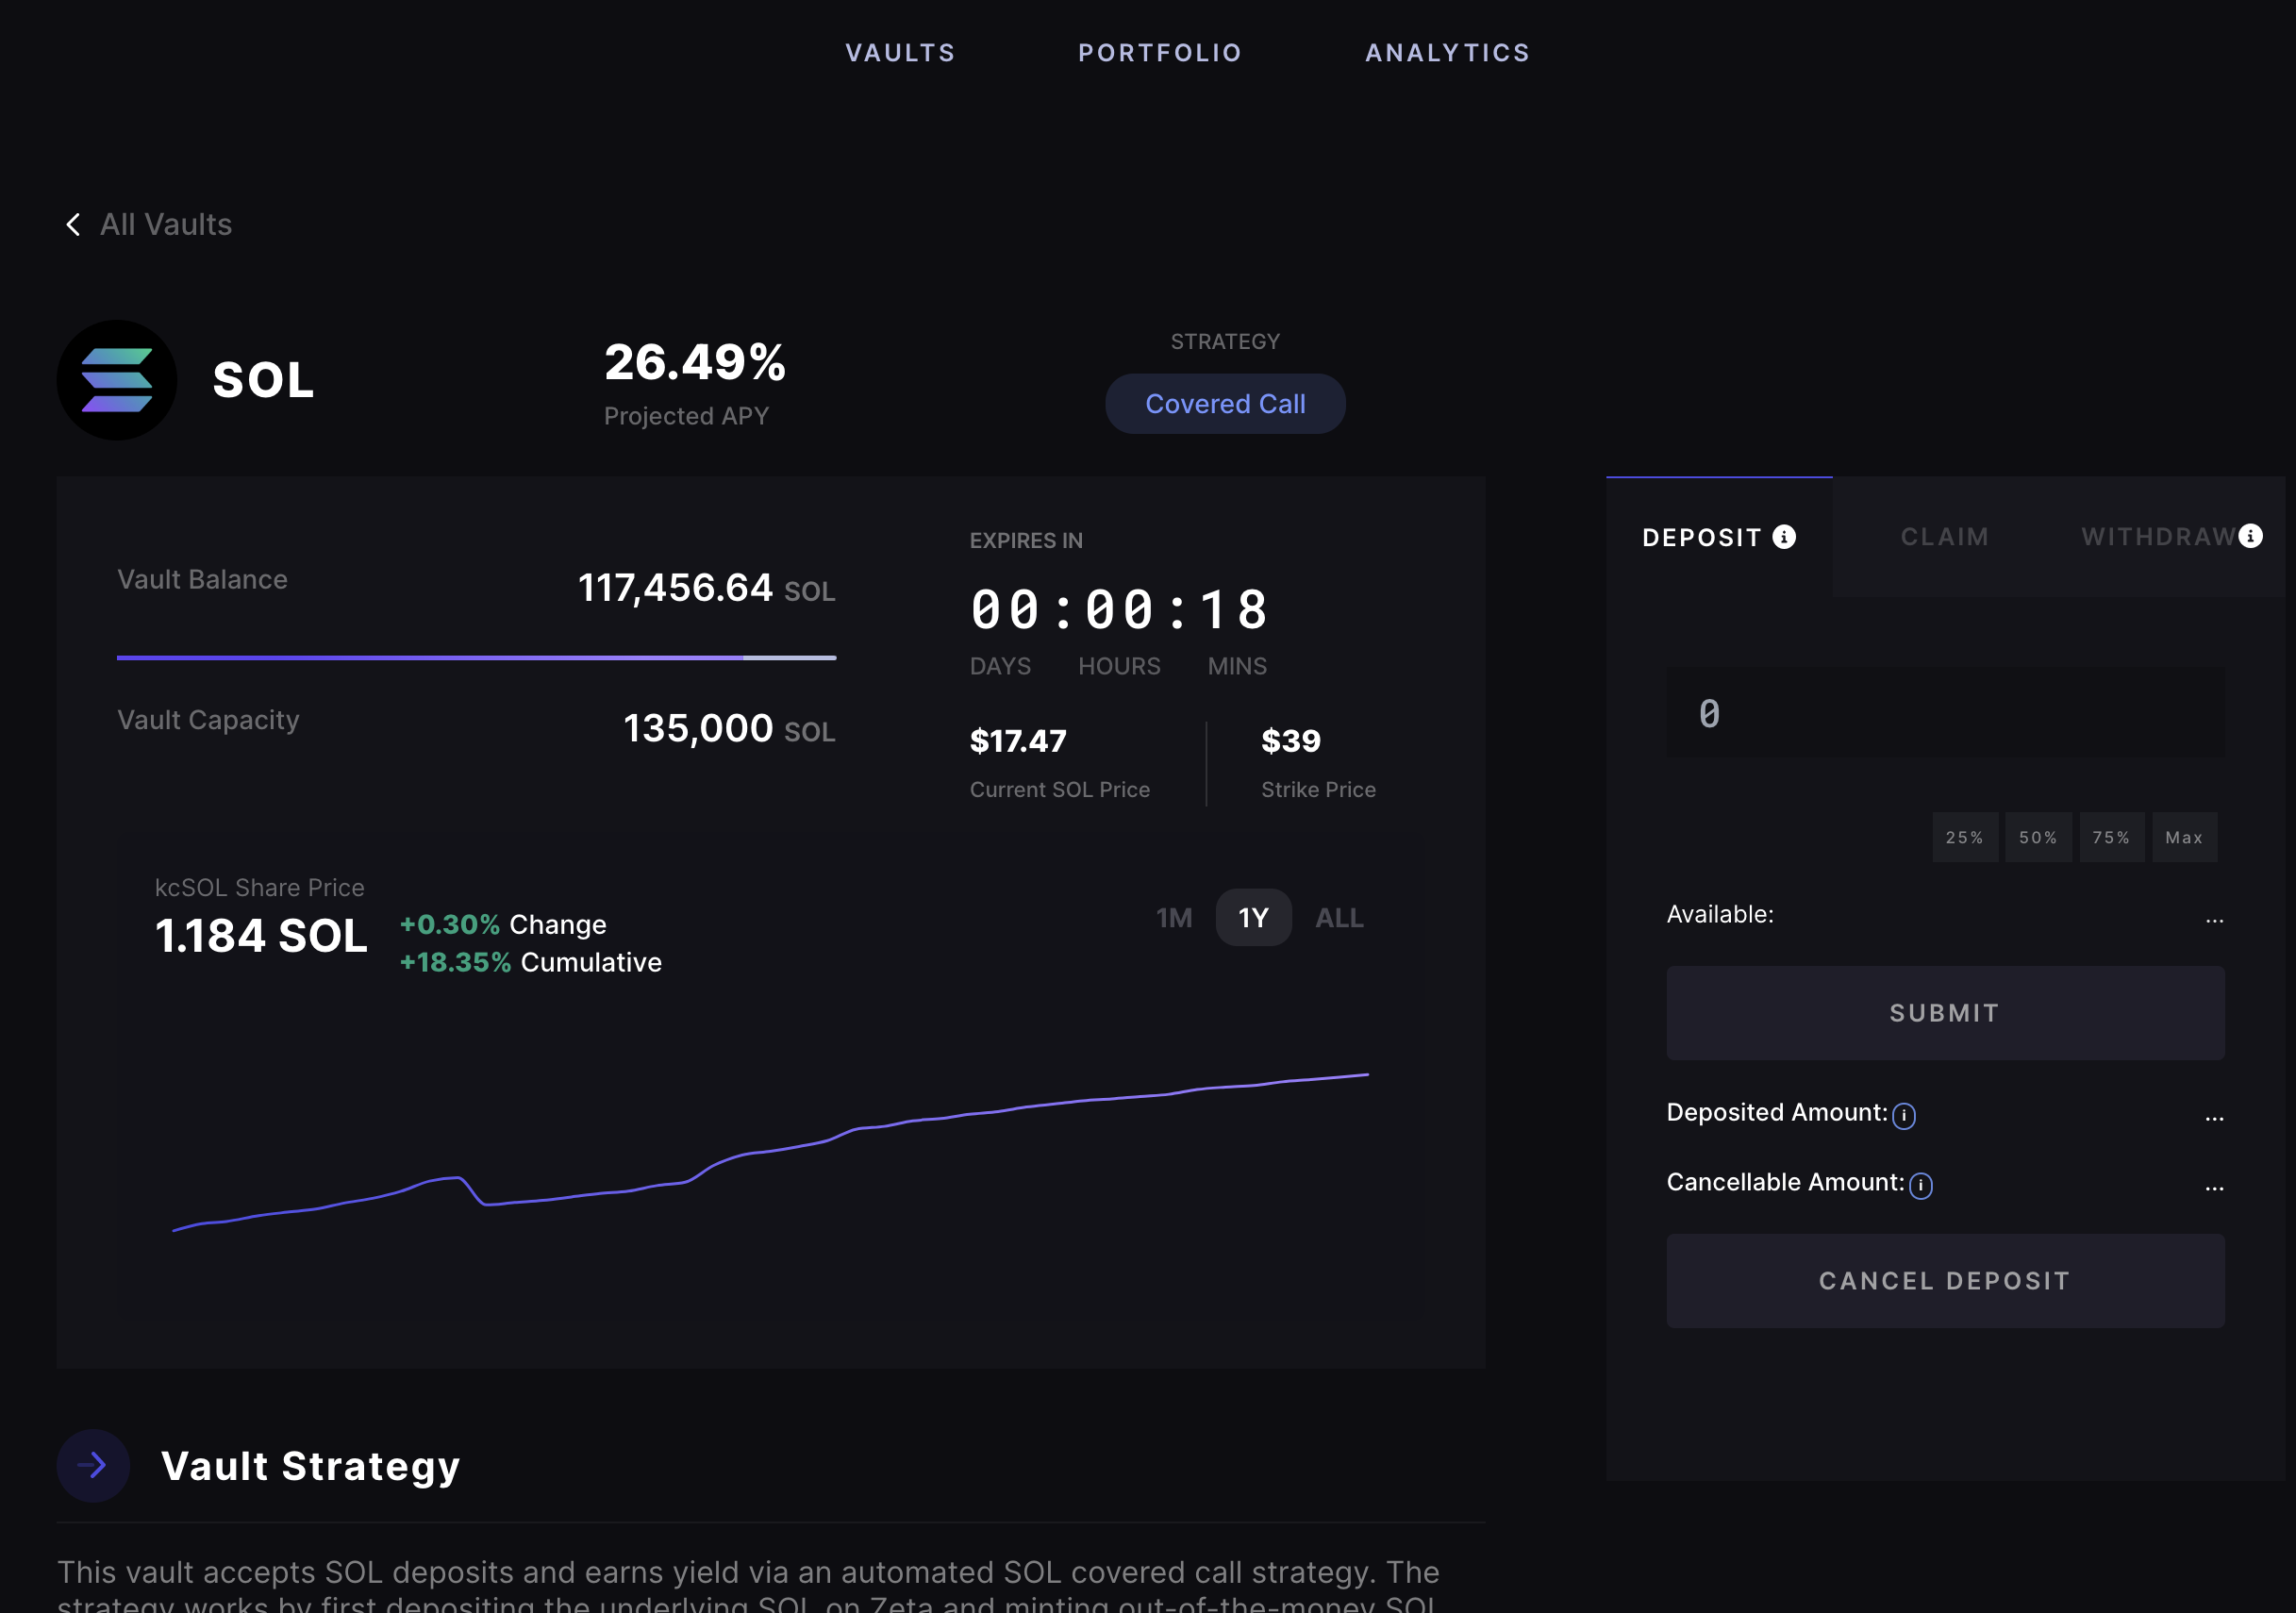 VAULTS PORTFOLIO ANALYTICS
All Vaults
SOL
26.49%
Projected APY
STRATEGY
Covered Call
Vault Balance 117,456.64 SOL
Vault Capacity 135,000 SOL
EXPIRES IN
00:00:18
DAYS HOURS MINS
$17.47
Current SOL Price
$39
Strike Price
kcSOL Share Price
1.184 SOL
+0.30% Change
+18.35% Cumulative
1M 1Y ALL
DEPOSIT CLAIM WITHDRAW
0
25% 50% 75% Max
Available: ...
SUBMIT
Deposited Amount: ...
Cancellable Amount: ...
CANCEL DEPOSIT
Vault Strategy
This vault accepts SOL deposits and earns yield via an automated SOL covered call strategy. The
strategy works by first depositing the underlying SOL on Zeta and minting out-of-the-money SOL